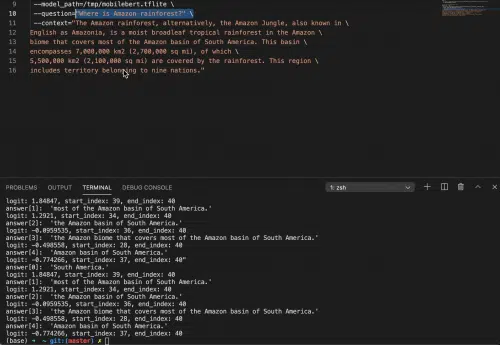 9 --model_path=/tmp/mobilebert.tflite \
10 --question="Where is Amazon rainforest?" \
11 --context="The Amazon rainforest, alternatively, the Amazon Jungle, also known in \
12 English as Amazonia, is a moist broadleaf tropical rainforest in the Amazon \
13 biome that covers most of the Amazon basin of South America. This basin \
14 encompasses 7,000,000 km2 (2,700,000 sq mi), of which \
15 5,500,000 km2 (2,100,000 sq mi) are covered by the rainforest. This region \
16 includes territory belonging to nine nations."
PROBLEMS OUTPUT TERMINAL DEBUG CONSOLE 1: zsh
logit: 1.84847, start_index: 39, end_index: 40
answer[1]: 'most of the Amazon basin of South America.'
logit: 1.2921, start_index: 34, end_index: 40
answer[2]: 'the Amazon basin of South America.'
logit: -0.0959535, start_index: 36, end_index: 40
answer[3]: 'the Amazon biome that covers most of the Amazon basin of South America.'
logit: -0.498558, start_index: 28, end_index: 40
answer[4]: 'Amazon basin of South America.'
logit: -0.774266, start_index: 37, end_index: 40"
answer[0]: 'South America.'
logit: 1.84847, start_index: 39, end_index: 40
answer[1]: 'most of the Amazon basin of South America.'
logit: 1.2921, start_index: 34, end_index: 40
answer[2]: 'the Amazon basin of South America.'
logit: -0.0959535, start_index: 36, end_index: 40
answer[3]: 'the Amazon biome that covers most of the Amazon basin of South America.'
logit: -0.498558, start_index: 28, end_index: 40
answer[4]: 'Amazon basin of South America.'
logit: -0.774266, start_index: 37, end_index: 40
(base) ➜ ~ git:(master) ✗